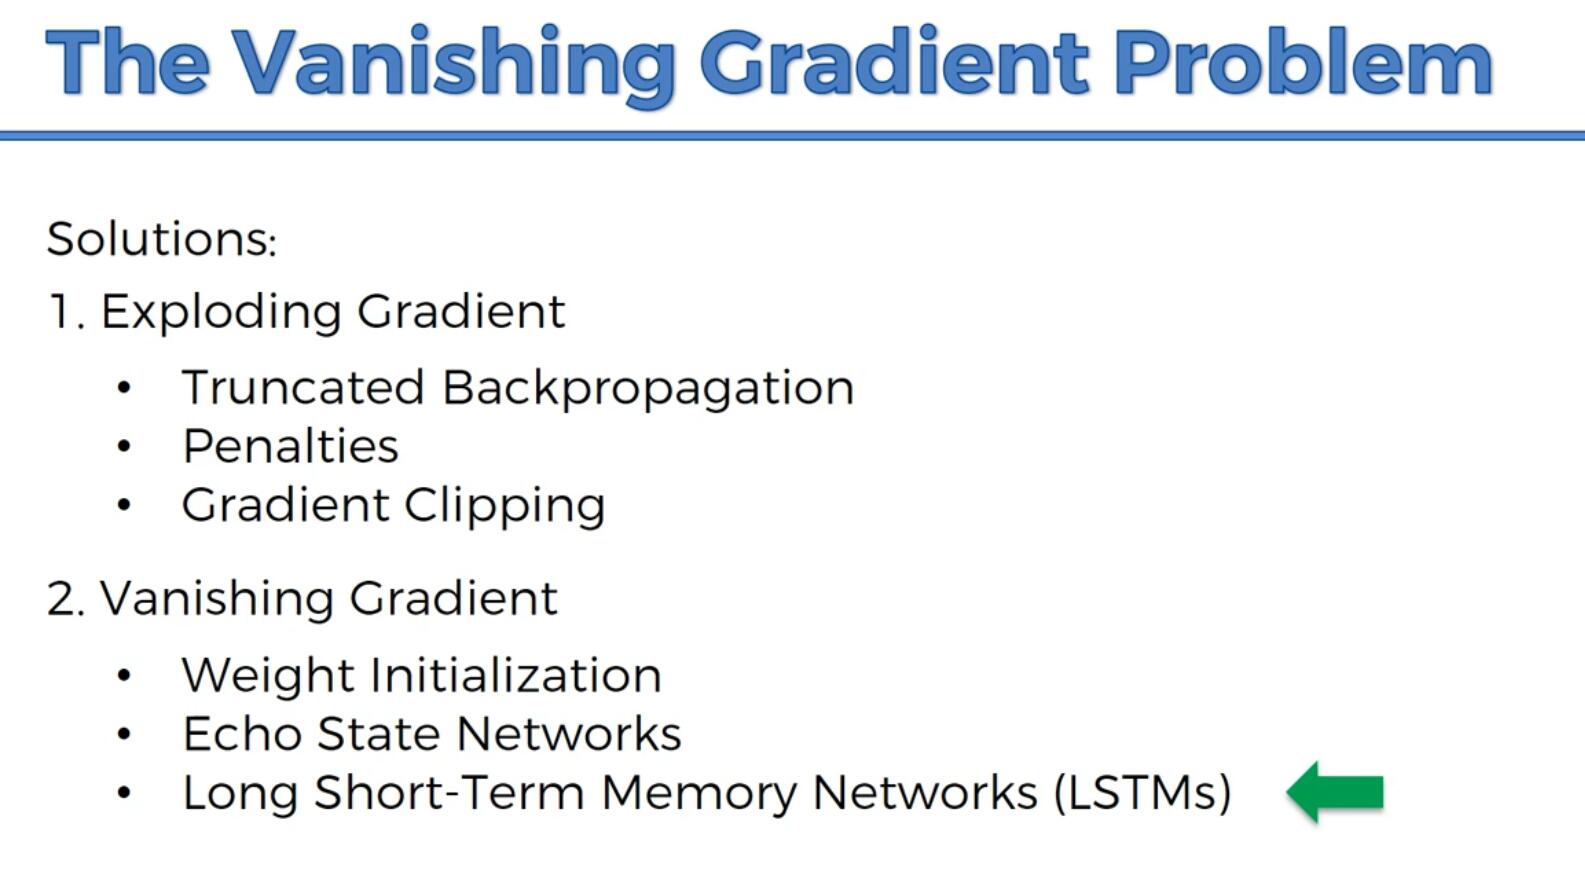 The Vanishing Gradient Problem
Solutions:
1. Exploding Gradient
• Truncated Backpropagation
• Penalties
• Gradient Clipping
2. Vanishing Gradient
• Weight Initialization
• Echo State Networks
• Long Short-Term Memory Networks (LSTMs)